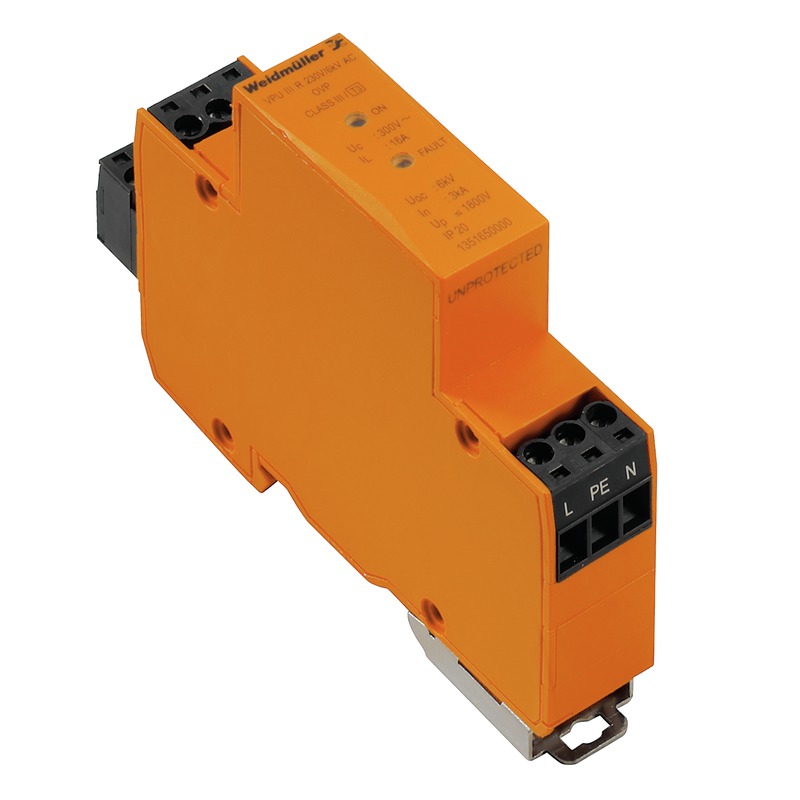 Weidmüller
VPU III R 230V/6kV AC
OVP
CLASS III / T3
ON
Uc : 300V ~
IL : 16A
FAULT
Uoc : 6kV
In : 3kA
Up ≤ 1800V
IP 20
1351650000
UNPROTECTED
L PE N